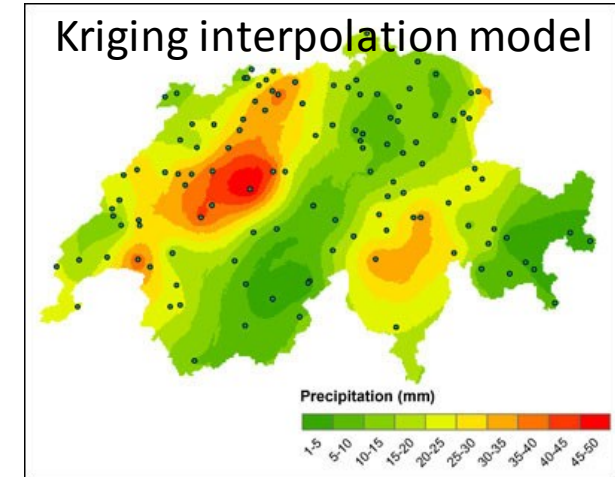 Kriging interpolation model
Precipitation (mm)
1-5 5-10 10-15 15-20 20-25 25-30 30-35 35-40 40-45 45-50